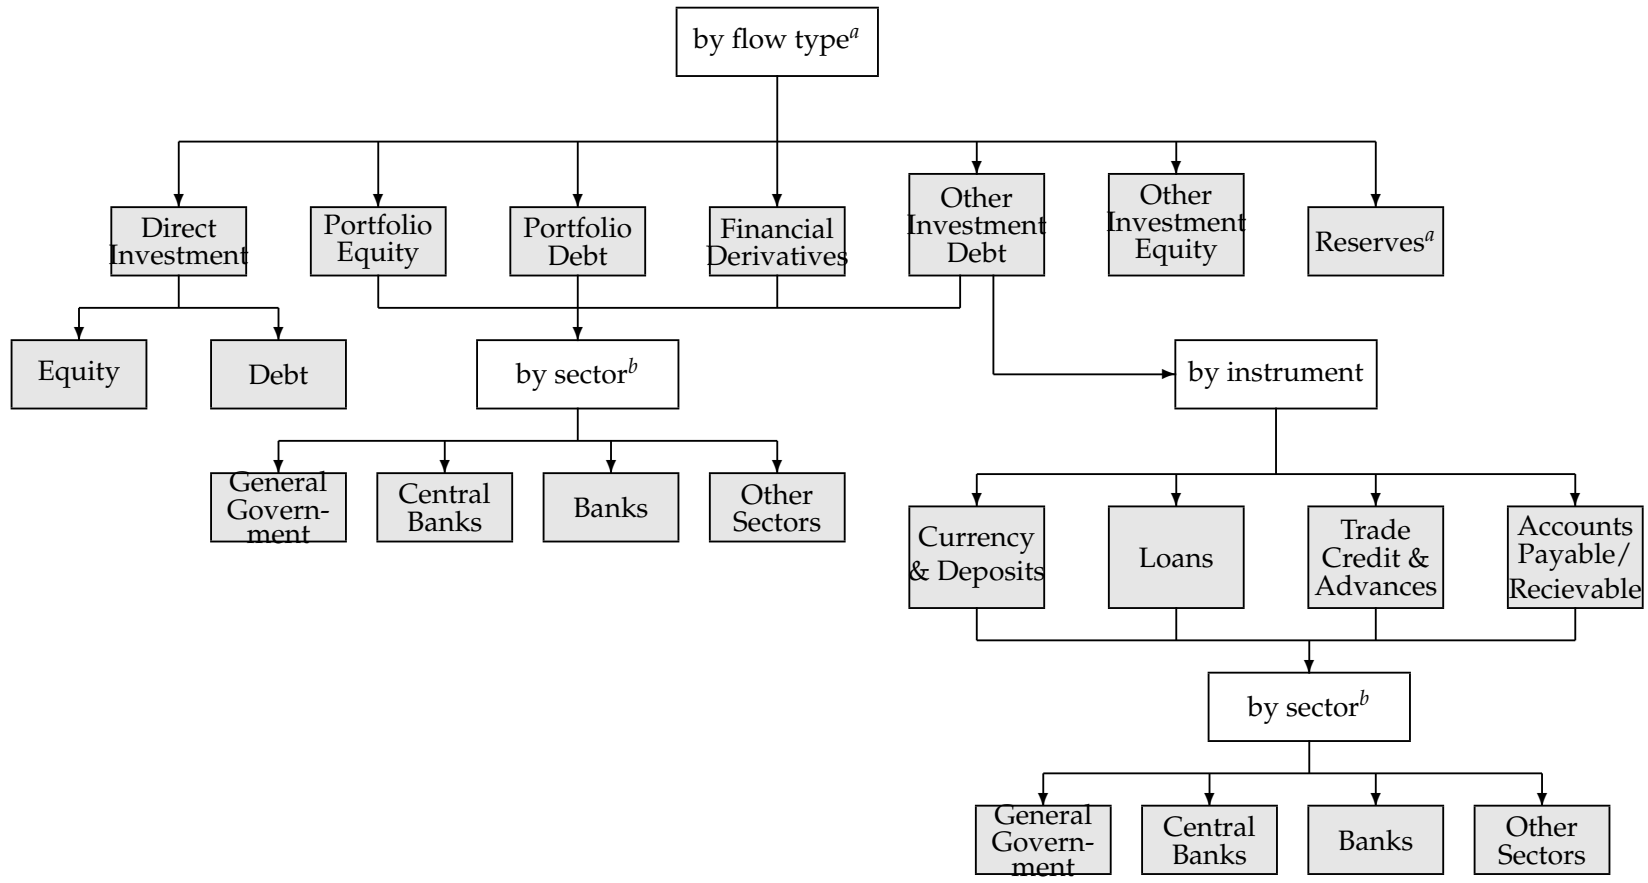 by flow type^a
Direct
Investment
Portfolio
Equity
Portfolio
Debt
Financial
Derivatives
Other
Investment
Debt
Other
Investment
Equity
Reserves^a
Equity
Debt
by sector^b
by instrument
General
Govern-
ment
Central
Banks
Banks
Other
Sectors
Currency
& Deposits
Loans
Trade
Credit &
Advances
Accounts
Payable/
Recievable
by sector^b
General
Govern-
ment
Central
Banks
Banks
Other
Sectors